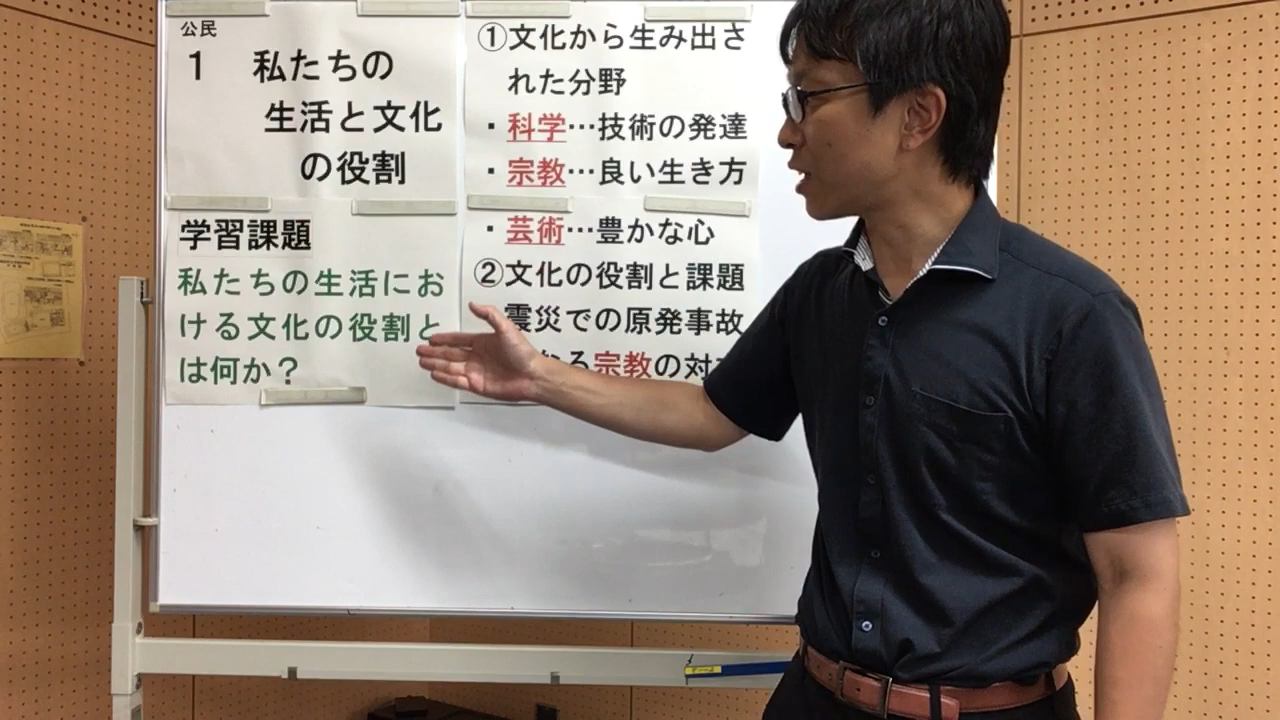 公民
1 私たちの
生活と文化
の役割
学習課題
私たちの生活にお
ける文化の役割と
は何か?
①文化から生み出さ
れた分野
・科学…技術の発達
・宗教…良い生き方
・芸術…豊かな心
②文化の役割と課題
震災での原発事故
なる宗教の対